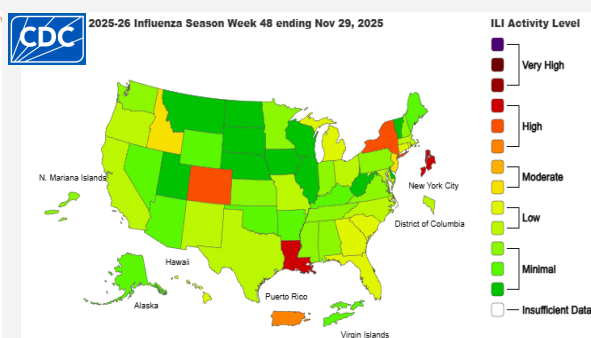 CDC
2025-26 Influenza Season Week 48 ending Nov 29, 2025
ILI Activity Level
Very High
High
Moderate
Low
Minimal
Insufficient Data
N. Mariana Islands
New York City
District of Columbia
Hawaii
Alaska
Puerto Rico
Virgin Islands